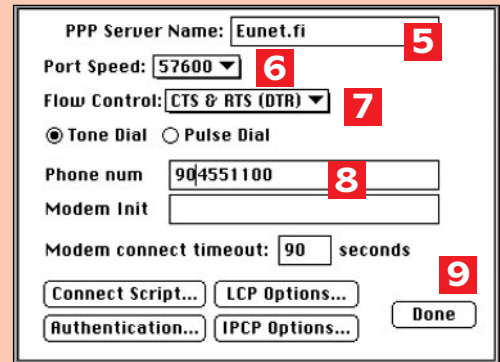 PPP Server Name: Eunet.fi 5
Port Speed: 57600 6
Flow Control: CTS & RTS (DTR) 7
Tone Dial Pulse Dial
Phone num 904551100 8
Modem Init
Modem connect timeout: 90 seconds
9
Connect Script... LCP Options...
Done
Authentication... IPCP Options...